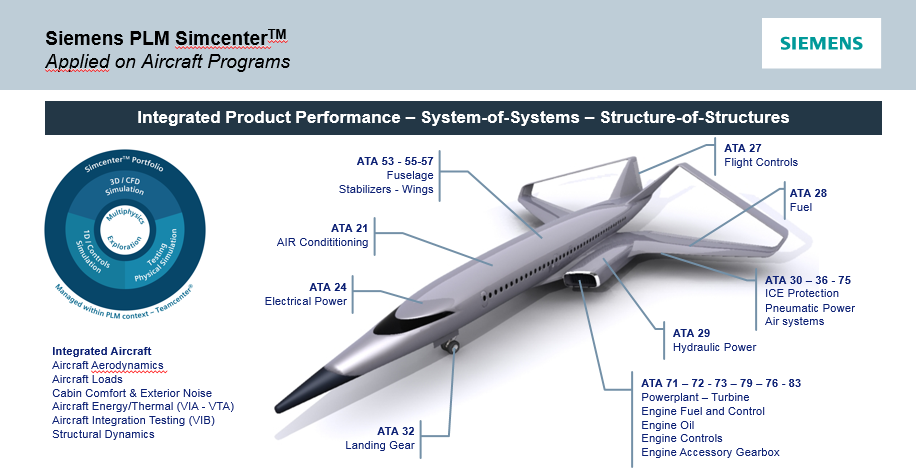 Siemens PLM Simcenter™
Applied on Aircraft Programs
SIEMENS
Integrated Product Performance – System-of-Systems – Structure-of-Structures
Simcenter™ Portfolio
3D / CFD
Simulation
Multiphysics
Exploration
1D / Controls
Simulation
Testing
Physical Simulation
Managed within PLM context – Teamcenter®
ATA 53 - 55-57
Fuselage
Stabilizers - Wings
ATA 21
AIR Condititioning
ATA 24
Electrical Power
ATA 27
Flight Controls
ATA 28
Fuel
ATA 30 – 36 - 75
ICE Protection
Pneumatic Power
Air systems
ATA 29
Hydraulic Power
ATA 71 – 72 - 73 – 79 – 76 - 83
Powerplant – Turbine
Engine Fuel and Control
Engine Oil
Engine Controls
Engine Accessory Gearbox
ATA 32
Landing Gear
Integrated Aircraft
Aircraft Aerodynamics
Aircraft Loads
Cabin Comfort & Exterior Noise
Aircraft Energy/Thermal (VIA - VTA)
Aircraft Integration Testing (VIB)
Structural Dynamics